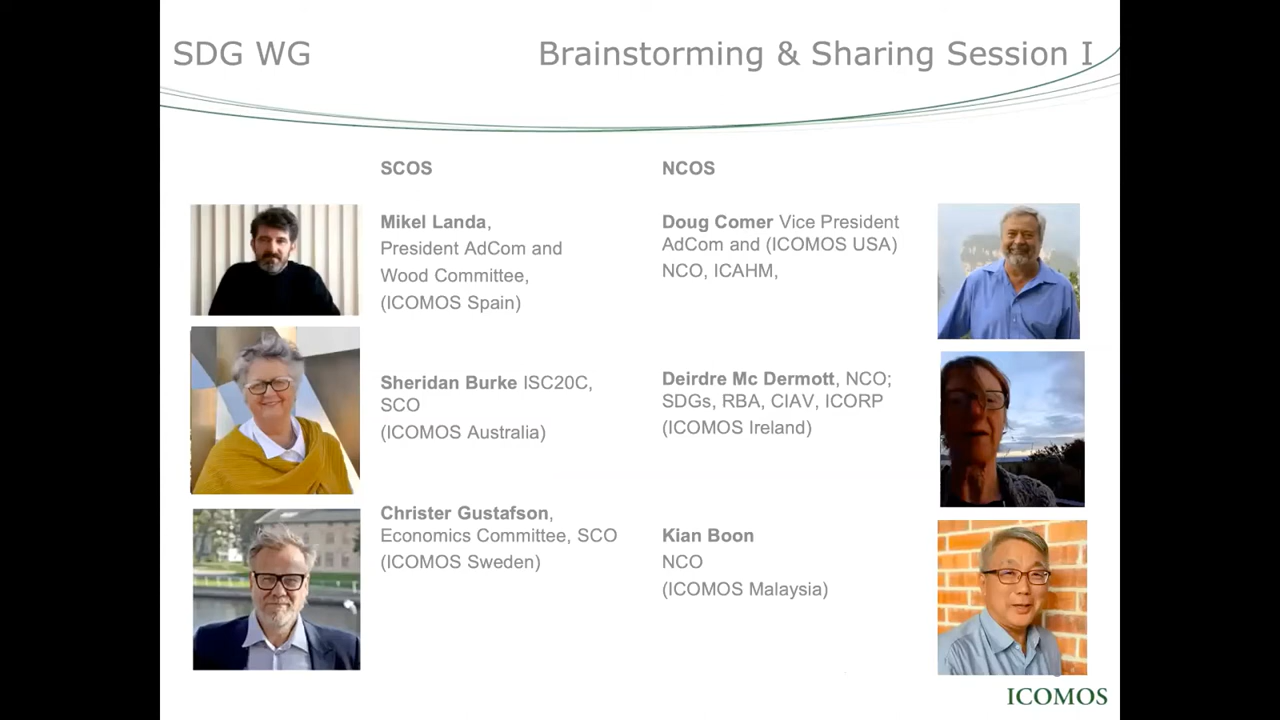 SDG WG
Brainstorming & Sharing Session I
SCOS
Mikel Landa,
President AdCom and
Wood Committee,
(ICOMOS Spain)
Sheridan Burke ISC20C,
SCO
(ICOMOS Australia)
Christer Gustafson,
Economics Committee, SCO
(ICOMOS Sweden)
NCOS
Doug Comer Vice President
AdCom and (ICOMOS USA)
NCO, ICAHM,
Deirdre Mc Dermott, NCO;
SDGs, RBA, CIAV, ICORP
(ICOMOS Ireland)
Kian Boon
NCO
(ICOMOS Malaysia)
ICOMOS